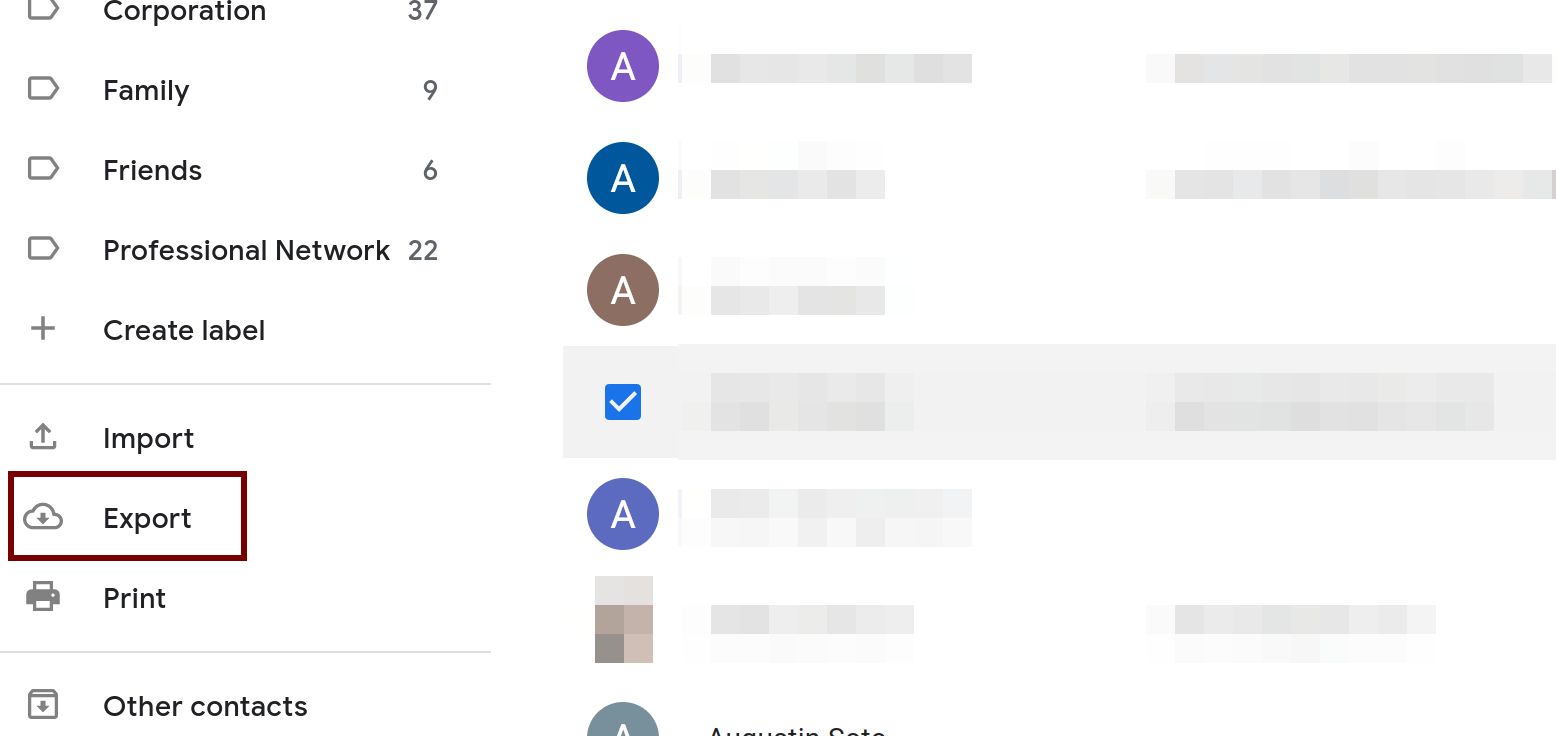 Corporation 37
Family 9
Friends 6
Professional Network 22
Create label
Import
Export
Print
Other contacts
A
A
A
A
A
Augustin Soto